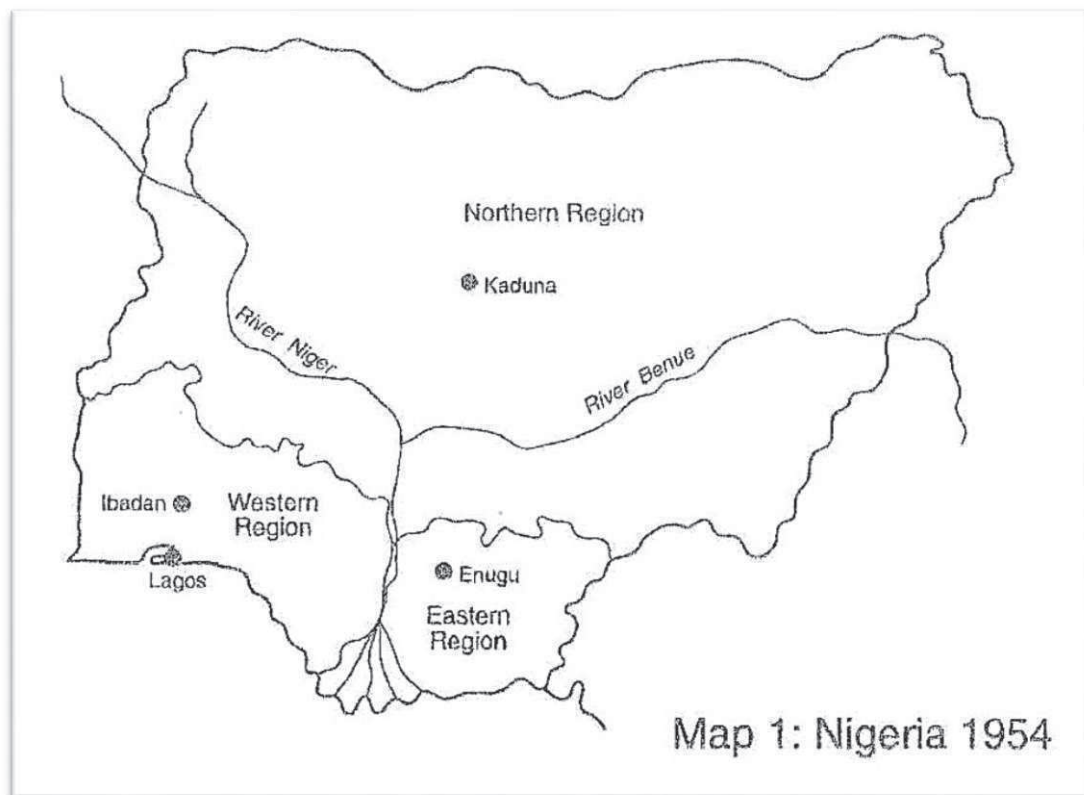 Northern Region
Kaduna
River Niger
River Benue
Ibadan
Western
Region
Lagos
Enugu
Eastern
Region
Map 1: Nigeria 1954